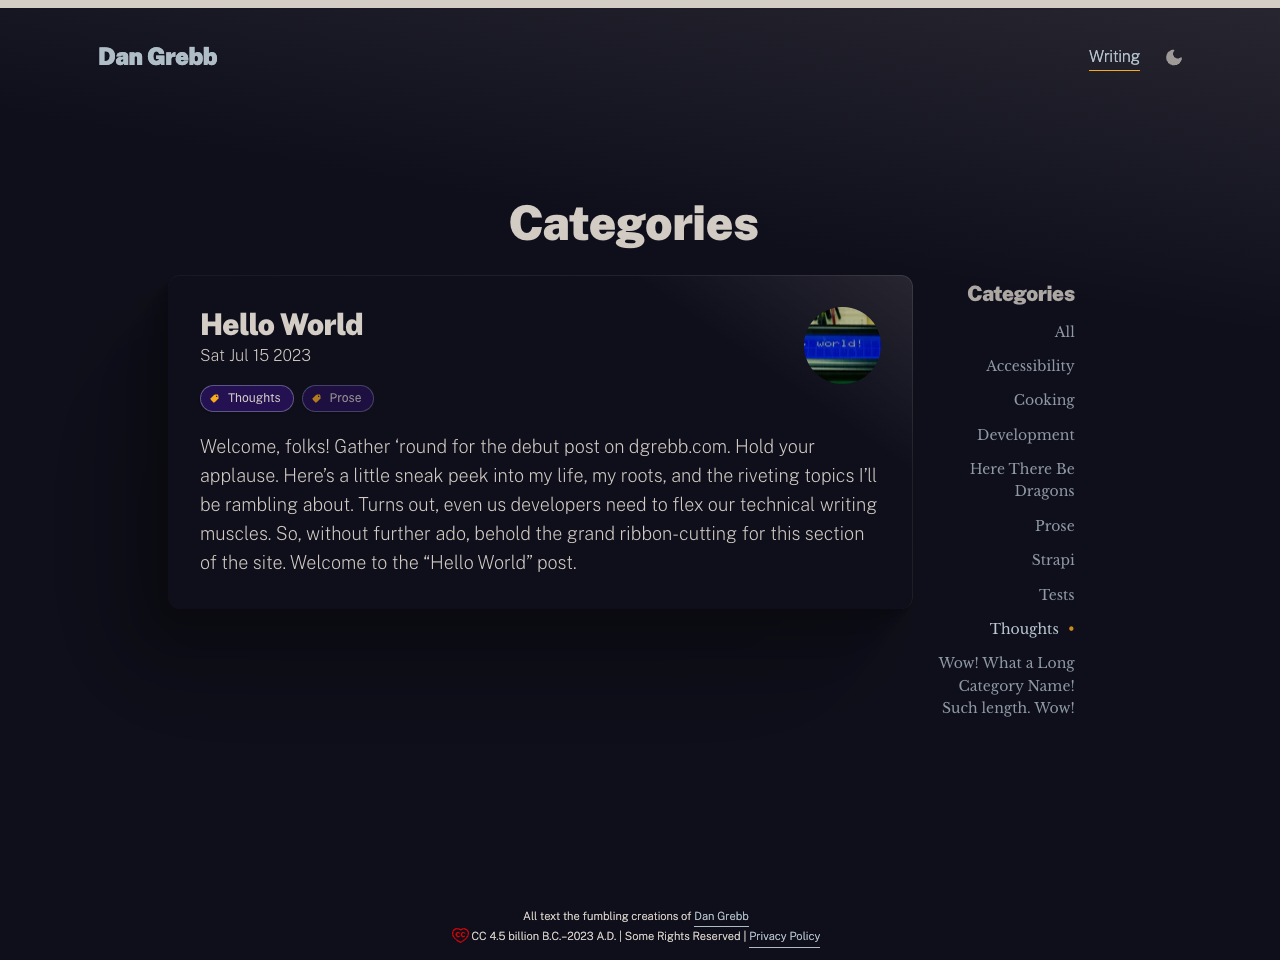 Dan Grebb
Writing
Categories
Hello World
Sat Jul 15 2023
world!
Thoughts
Prose
Welcome, folks! Gather ‘round for the debut post on dgrebb.com. Hold your
applause. Here’s a little sneak peek into my life, my roots, and the riveting topics I’ll
be rambling about. Turns out, even us developers need to flex our technical writing
muscles. So, without further ado, behold the grand ribbon-cutting for this section
of the site. Welcome to the “Hello World” post.
Categories
All
Accessibility
Cooking
Development
Here There Be
Dragons
Prose
Strapi
Tests
Thoughts •
Wow! What a Long
Category Name!
Such length. Wow!
All text the fumbling creations of Dan Grebb
CC 4.5 billion B.C.–2023 A.D. | Some Rights Reserved | Privacy Policy